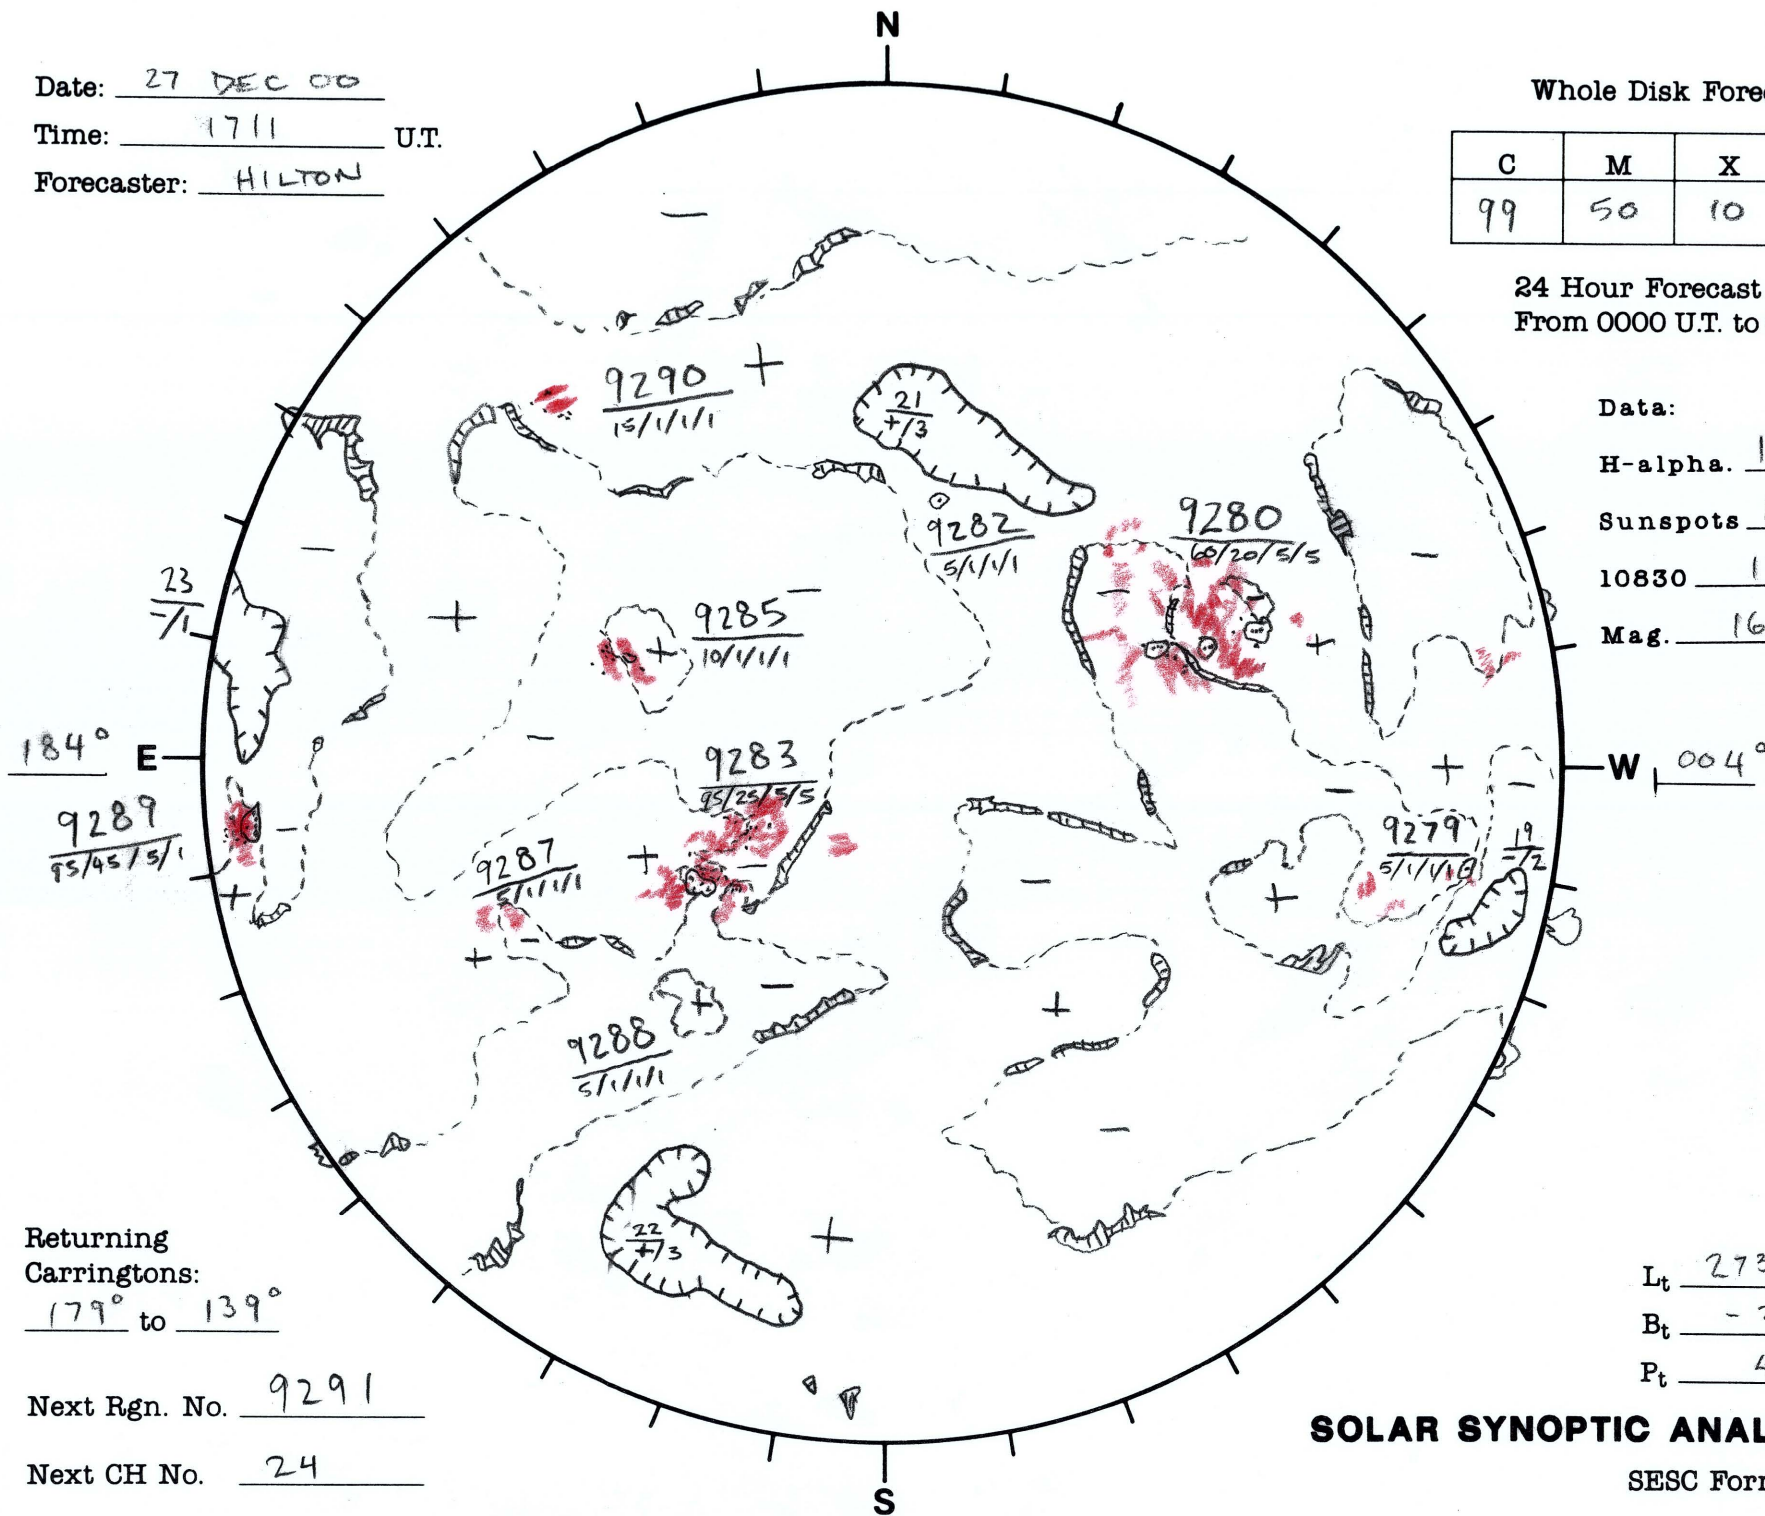 N
Date: 27 DEC 00
Time: 1711 U.T.
Forecaster: HILTON
Whole Disk Fore
C M X
99 50 10
24 Hour Forecast
From 0000 U.T. to
Data:
H-alpha. 1
Sunspots
10830 1
Mag. 16
9290
15/1/1/1
+
21
+/3
9282
5/1/1/1
9280
60/20/5/5
23
-/1
9285
10/1/1/1
184° E
W 004°
9283
95/25/5/5
9289
95/45/5/1
9287
5/1/1/1
9279
5/1/1/1
19
-/2
9288
5/1/1/1
22
+/3
Returning
Carringtons:
179° to 139°
Next Rgn. No. 9291
Next CH No. 24
Lt 273
Bt -
Pt
SOLAR SYNOPTIC ANAL
SESC For
S